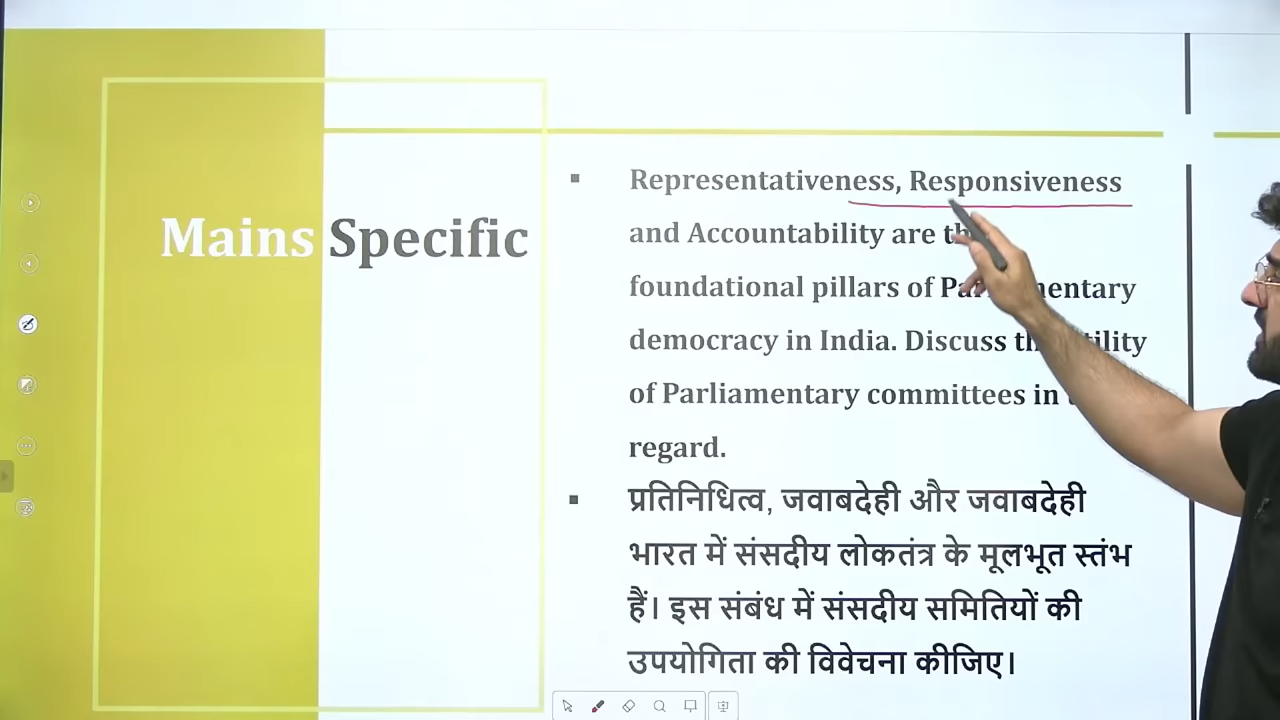 Mains Specific
Representativeness, Responsiveness
and Accountability are
foundational pillars of
democracy in India. Discuss
of Parliamentary committees in
regard.
प्रतिनिधित्व, जवाबदेही और जवाबदेही
भारत में संसदीय लोकतंत्र के मूलभूत स्तंभ
हैं। इस संबंध में संसदीय समितियों की
उपयोगिता की विवेचना कीजिए।